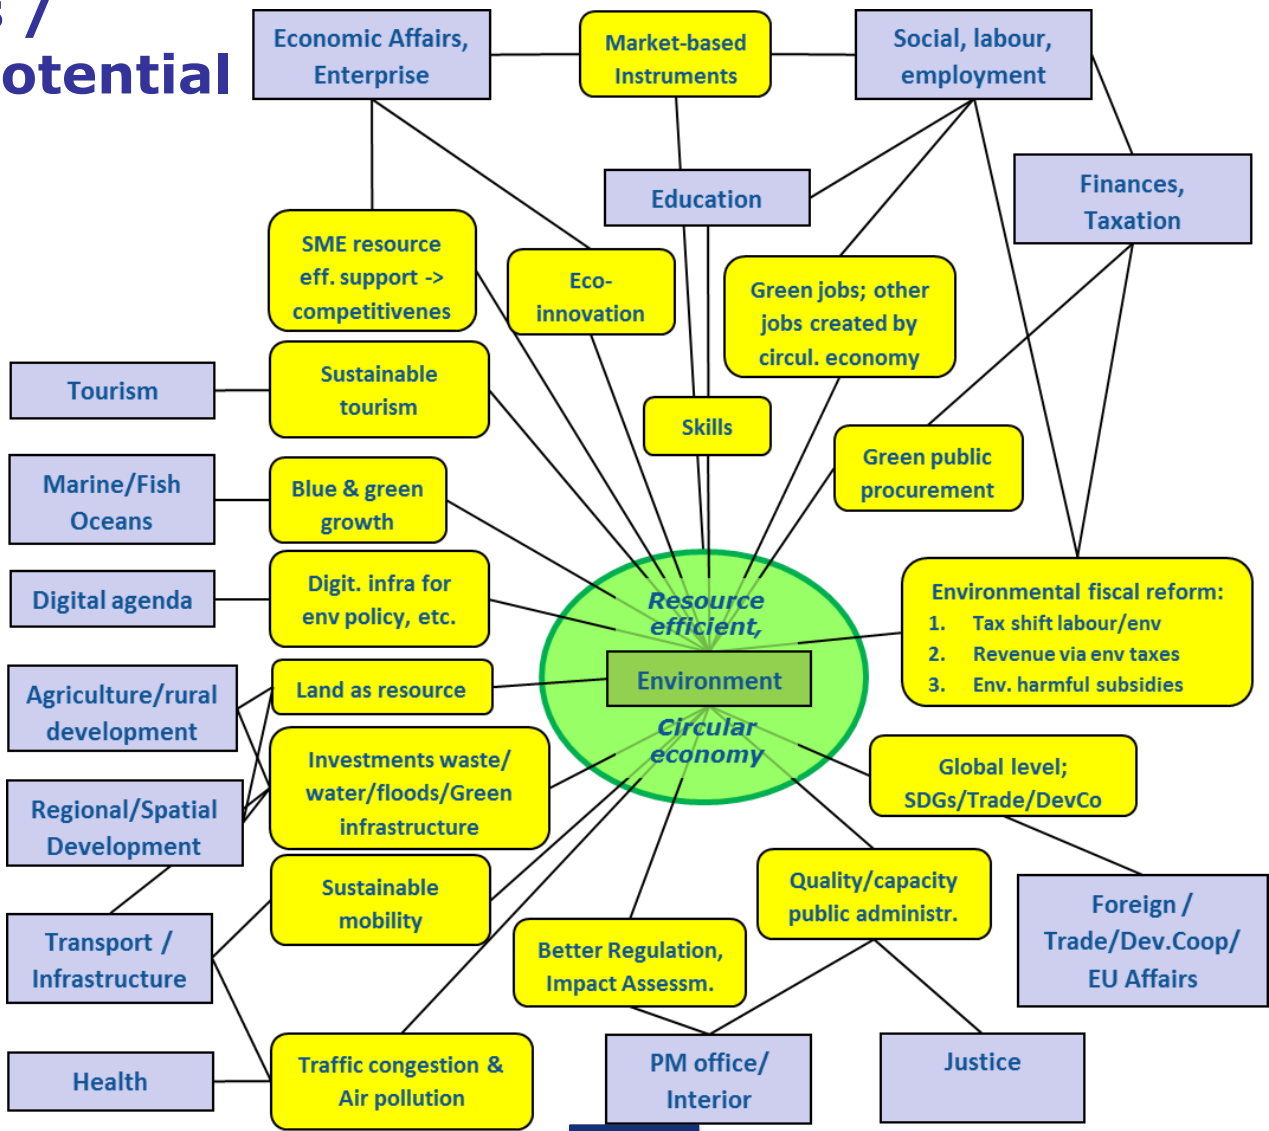 s /
otential
Economic Affairs,
Enterprise
Market-based
Instruments
Social, labour,
employment
Education
Finances,
Taxation
SME resource
eff. support ->
competitivenes
Eco-
innovation
Green jobs; other
jobs created by
circul. economy
Tourism
Sustainable
tourism
Skills
Green public
procurement
Marine/Fish
Oceans
Blue & green
growth
Digital agenda
Digit. infra for
env policy, etc.
Resource
efficient,
Environment
Circular
economy
Environmental fiscal reform:
1. Tax shift labour/env
2. Revenue via env taxes
3. Env. harmful subsidies
Agriculture/rural
development
Land as resource
Regional/Spatial
Development
Investments waste/
water/floods/Green
infrastructure
Global level;
SDGs/Trade/DevCo
Sustainable
mobility
Quality/capacity
public administr.
Transport /
Infrastructure
Better Regulation,
Impact Assessm.
Foreign /
Trade/Dev.Coop/
EU Affairs
Health
Traffic congestion &
Air pollution
PM office/
Interior
Justice